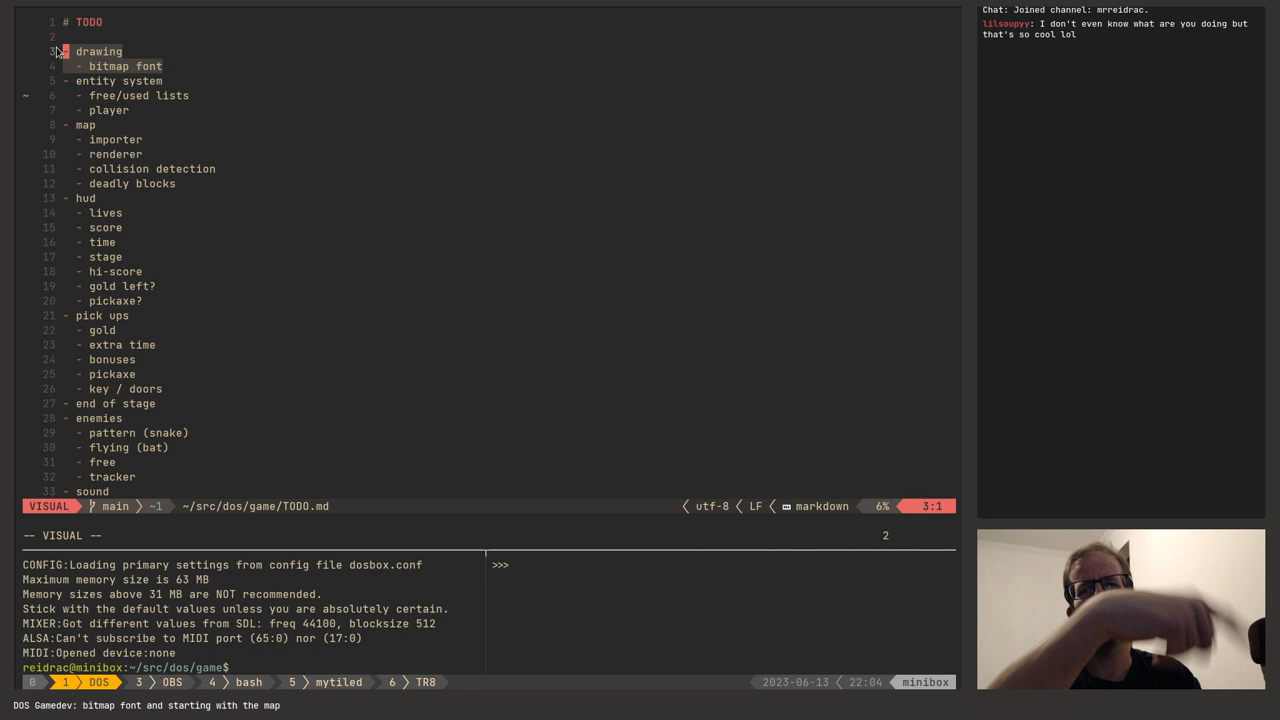 1 # TODO
2
3 - drawing
4 - bitmap font
5 - entity system
~ 6 - free/used lists
7 - player
8 - map
9 - importer
10 - renderer
11 - collision detection
12 - deadly blocks
13 - hud
14 - lives
15 - score
16 - time
17 - stage
18 - hi-score
19 - gold left?
20 - pickaxe?
21 - pick ups
22 - gold
23 - extra time
24 - bonuses
25 - pickaxe
26 - key / doors
27 - end of stage
28 - enemies
29 - pattern (snake)
30 - flying (bat)
31 - free
32 - tracker
33 - sound
VISUAL main ~1 ~/src/dos/game/TODO.md utf-8 LF markdown 6% 3:1
-- VISUAL -- 2
CONFIG:Loading primary settings from config file dosbox.conf
Maximum memory size is 63 MB
Memory sizes above 31 MB are NOT recommended.
Stick with the default values unless you are absolutely certain.
MIXER:Got different values from SDL: freq 44100, blocksize 512
ALSA:Can't subscribe to MIDI port (65:0) nor (17:0)
MIDI:Opened device:none
reidrac@minibox:~/src/dos/game$
>>>
0 1 DOS 3 OBS 4 bash 5 mytiled 6 TR8 2023-06-13 22:04 minibox
DOS Gamedev: bitmap font and starting with the map
Chat: Joined channel: mrreidrac.
lilsoupyy: I don't even know what are you doing but
that's so cool lol